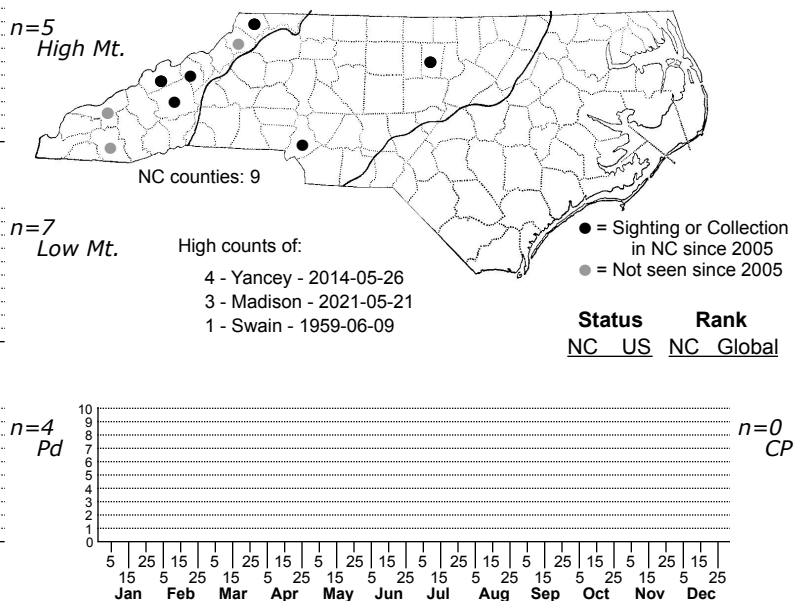 n=5
High Mt.
NC counties: 9
n=7
Low Mt.
High counts of:
4 - Yancey - 2014-05-26
3 - Madison - 2021-05-21
1 - Swain - 1959-06-09
● = Sighting or Collection
in NC since 2005
● = Not seen since 2005
Status Rank
NC US NC Global
n=4
Pd
10
9
8
7
6
5
4
3
2
1
0
n=0
CP
5 15 25 5 15 25 5 15 25 5 15 25 5 15 25 5 15 25
15 5 25 15 5 25 15 5 25 15 5 25 15 5 25 15 5 25
Jan Feb Mar Apr May Jun Jul Aug Sep Oct Nov Dec